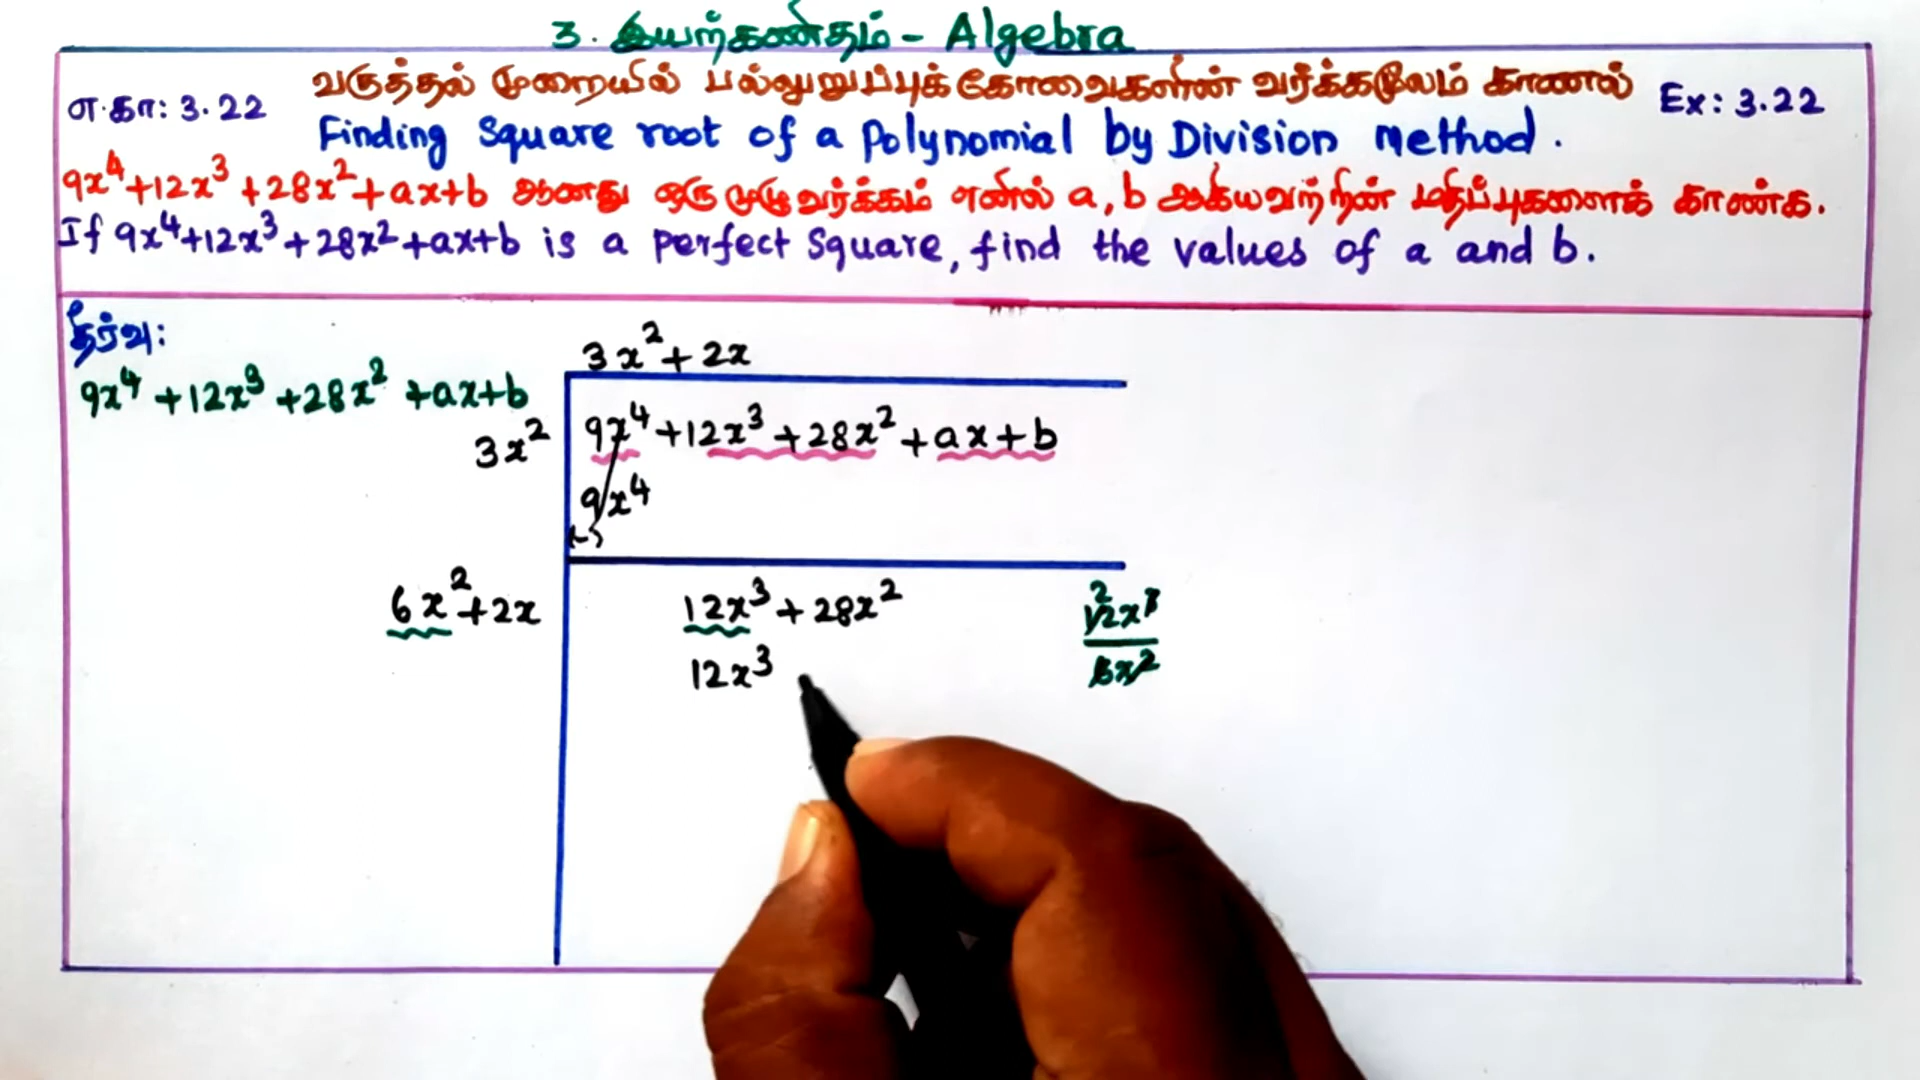 3. இயற்கணிதம் - Algebra
வகுத்தல் முறையில் பல்லுறுப்புக்கோவைகளின் வர்க்கமூலம் காணல்
எ.கா: 3.22
Ex: 3.22
Finding Square root of a Polynomial by Division method.
9x⁴+12x³+28x²+ax+b ஆனது ஒரு முழு வர்க்கம் எனில் a, b ஆகியவற்றின் மதிப்புகளைக் காண்க.
If 9x⁴+12x³+28x²+ax+b is a perfect Square, find the values of a and b.
தீர்வு:
3x²+2x
9x⁴+12x³+28x²+ax+b
3x² 9x⁴+12x³+28x²+ax+b
9x⁴
(-)
6x²+2x 12x³+28x² 2 12x³
12x³ 6x²